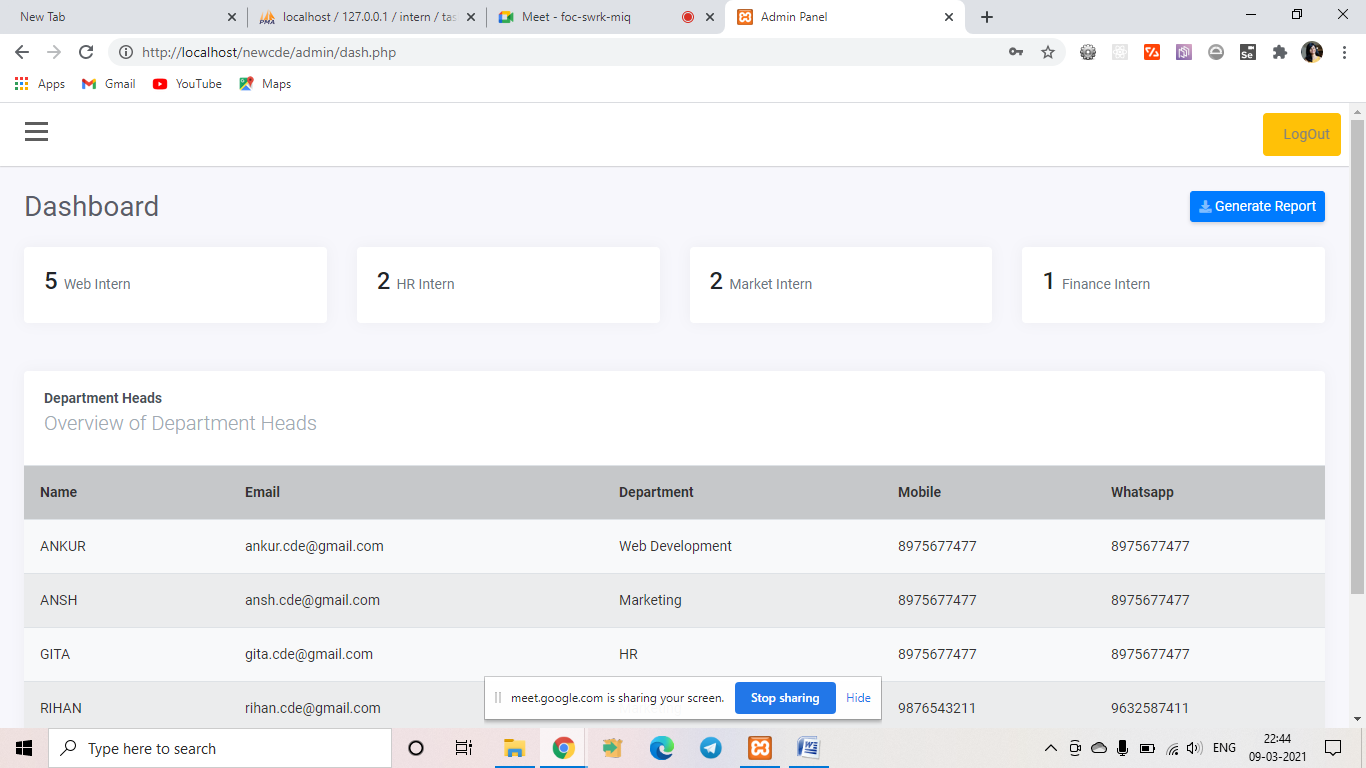 New Tab
localhost / 127.0.0.1 / intern / tas
Meet - foc-swrk-miq
Admin Panel
http://localhost/newcde/admin/dash.php
Apps
Gmail
YouTube
Maps
LogOut
Dashboard
Generate Report
5 Web Intern
2 HR Intern
2 Market Intern
1 Finance Intern
Department Heads
Overview of Department Heads
Name Email Department Mobile Whatsapp
ANKUR ankur.cde@gmail.com Web Development 8975677477 8975677477
ANSH ansh.cde@gmail.com Marketing 8975677477 8975677477
GITA gita.cde@gmail.com HR 8975677477 8975677477
RIHAN rihan.cde@gmail.com 9876543211 9632587411
meet.google.com is sharing your screen. Stop sharing Hide
Type here to search
ENG
22:44
09-03-2021